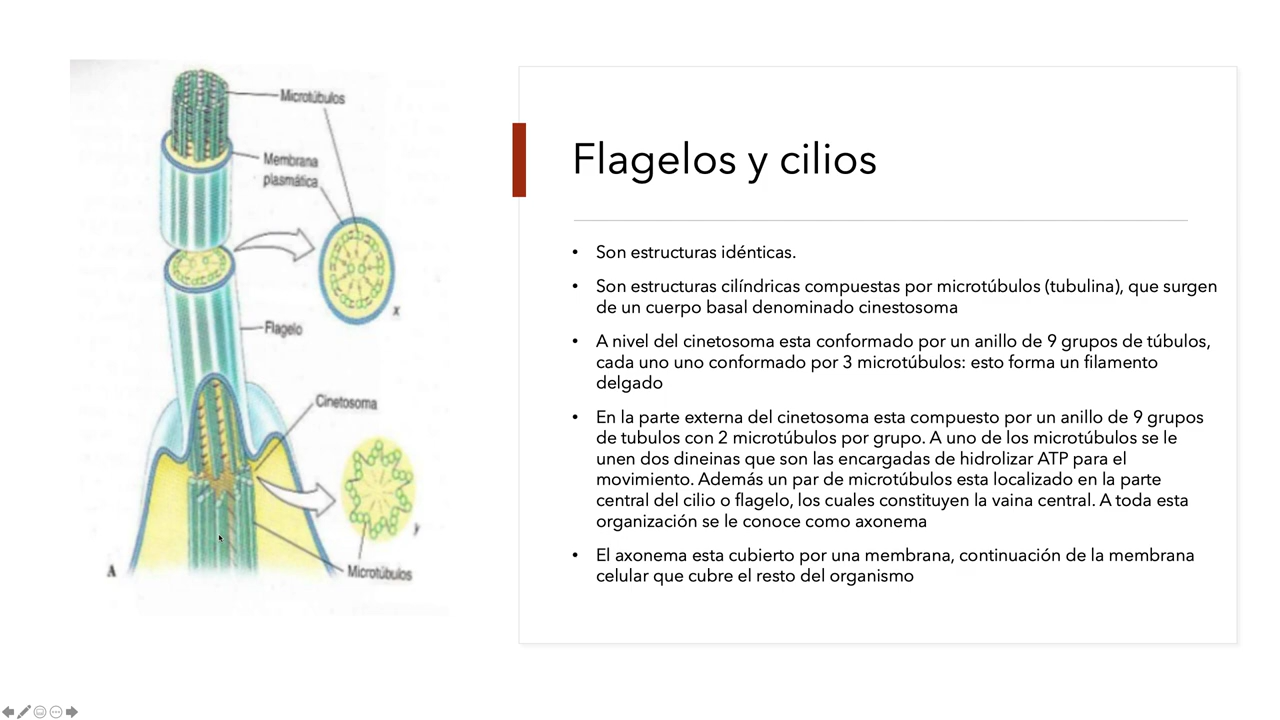 Microtúbulos
Membrana
plasmática
x
Flagelo
Cinetosoma
y
Microtúbulos
A
Flagelos y cilios
• Son estructuras idénticas.
• Son estructuras cilíndricas compuestas por microtúbulos (tubulina), que surgen
de un cuerpo basal denominado cinestosoma
• A nivel del cinetosoma esta conformado por un anillo de 9 grupos de túbulos,
cada uno uno conformado por 3 microtúbulos: esto forma un filamento
delgado
• En la parte externa del cinetosoma esta compuesto por un anillo de 9 grupos
de tubulos con 2 microtúbulos por grupo. A uno de los microtúbulos se le
unen dos dineinas que son las encargadas de hidrolizar ATP para el
movimiento. Además un par de microtúbulos esta localizado en la parte
central del cilio o flagelo, los cuales constituyen la vaina central. A toda esta
organización se le conoce como axonema
• El axonema esta cubierto por una membrana, continuación de la membrana
celular que cubre el resto del organismo